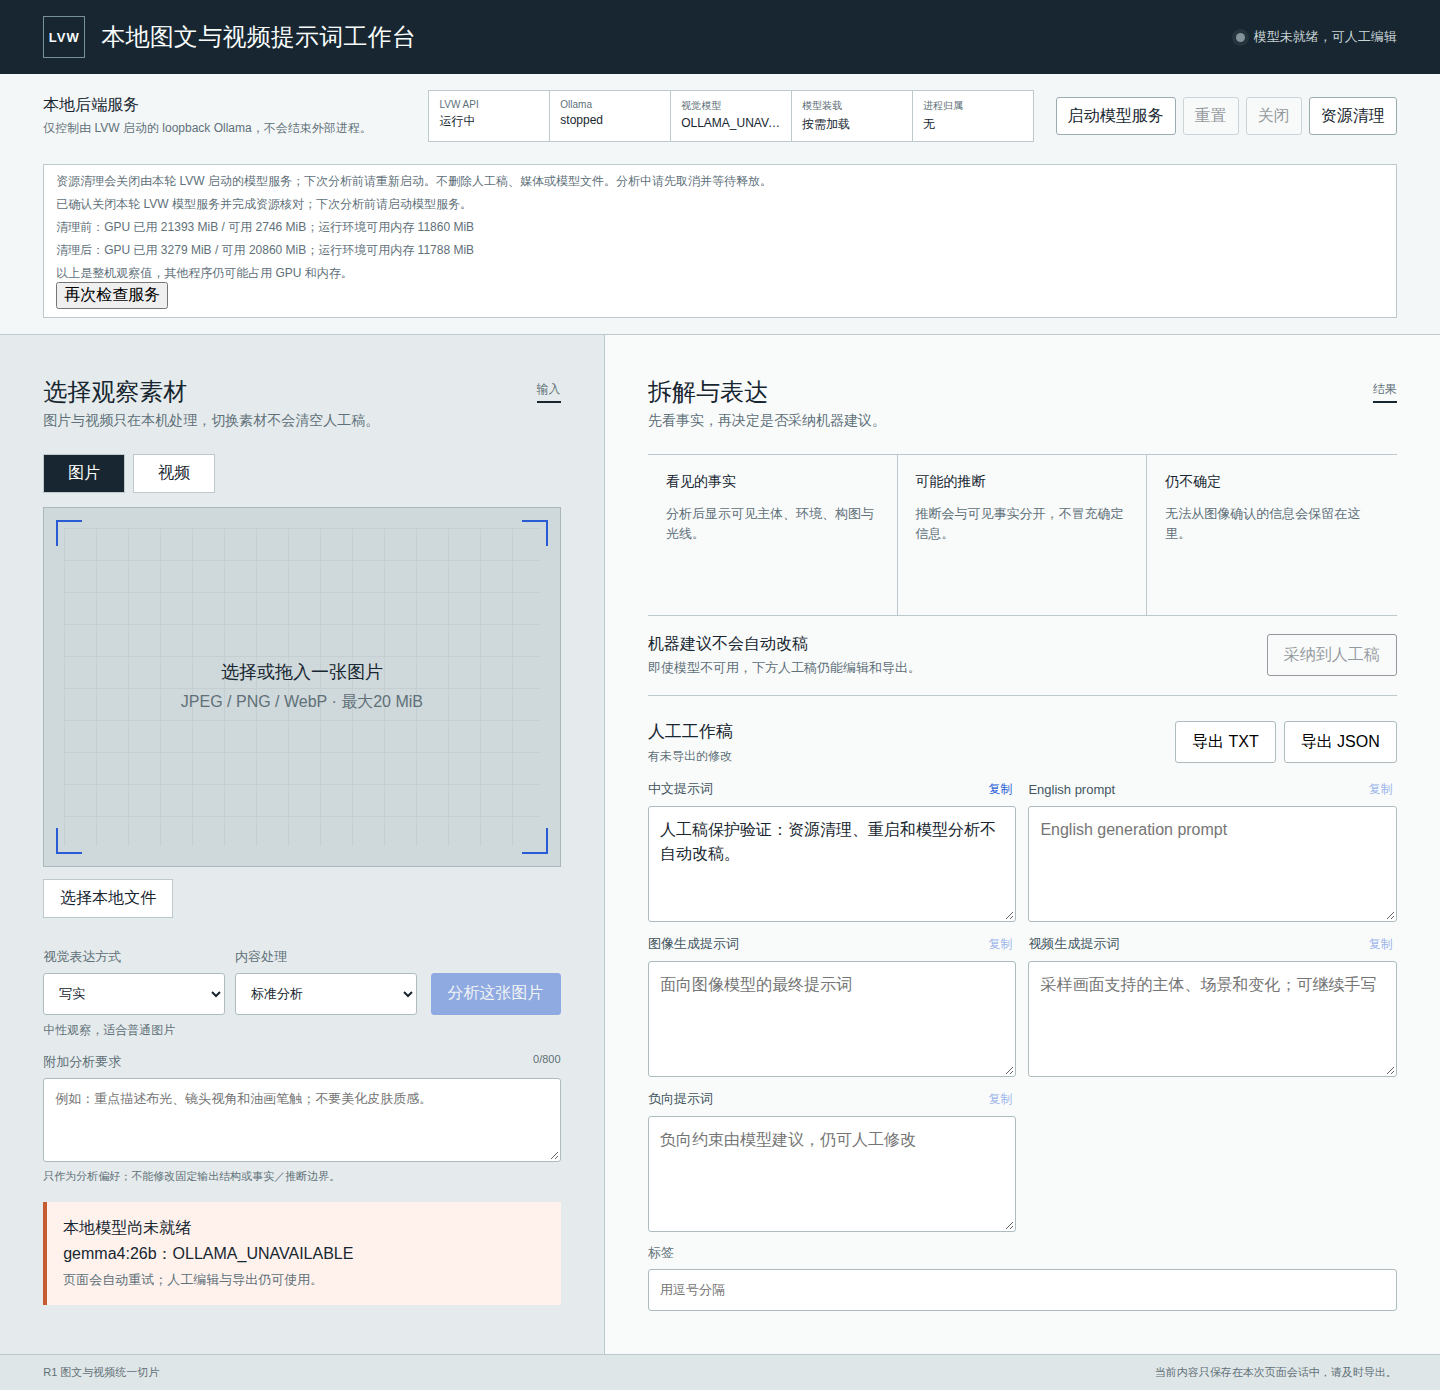 LVW
本地图文与视频提示词工作台
模型未就绪，可人工编辑
本地后端服务
仅控制由 LVW 启动的 loopback Ollama，不会结束外部进程。
LVW API
运行中
Ollama
stopped
视觉模型
OLLAMA_UNAV…
模型装载
按需加载
进程归属
无
启动模型服务
重置
关闭
资源清理
资源清理会关闭由本轮 LVW 启动的模型服务；下次分析前请重新启动。不删除人工稿、媒体或模型文件。分析中请先取消并等待释放。
已确认关闭本轮 LVW 模型服务并完成资源核对；下次分析前请启动模型服务。
清理前：GPU 已用 21393 MiB / 可用 2746 MiB；运行环境可用内存 11860 MiB
清理后：GPU 已用 3279 MiB / 可用 20860 MiB；运行环境可用内存 11788 MiB
以上是整机观察值，其他程序仍可能占用 GPU 和内存。
再次检查服务
选择观察素材
输入
图片与视频只在本机处理，切换素材不会清空人工稿。
图片
视频
选择或拖入一张图片
JPEG / PNG / WebP · 最大20 MiB
选择本地文件
视觉表达方式
内容处理
写实
标准分析
分析这张图片
中性观察，适合普通图片
附加分析要求
0/800
例如：重点描述布光、镜头视角和油画笔触；不要美化皮肤质感。
只作为分析偏好；不能修改固定输出结构或事实／推断边界。
本地模型尚未就绪
gemma4:26b：OLLAMA_UNAVAILABLE
页面会自动重试；人工编辑与导出仍可使用。
拆解与表达
结果
先看事实，再决定是否采纳机器建议。
看见的事实
分析后显示可见主体、环境、构图与
光线。
可能的推断
推断会与可见事实分开，不冒充确定
信息。
仍不确定
无法从图像确认的信息会保留在这
里。
机器建议不会自动改稿
即使模型不可用，下方人工稿仍能编辑和导出。
采纳到人工稿
人工工作稿
有未导出的修改
导出 TXT
导出 JSON
中文提示词
复制
English prompt
复制
人工稿保护验证：资源清理、重启和模型分析不
自动改稿。
English generation prompt
图像生成提示词
复制
视频生成提示词
复制
面向图像模型的最终提示词
采样画面支持的主体、场景和变化；可继续手写
负向提示词
复制
负向约束由模型建议，仍可人工修改
标签
用逗号分隔
R1 图文与视频统一切片
当前内容只保存在本次页面会话中，请及时导出。